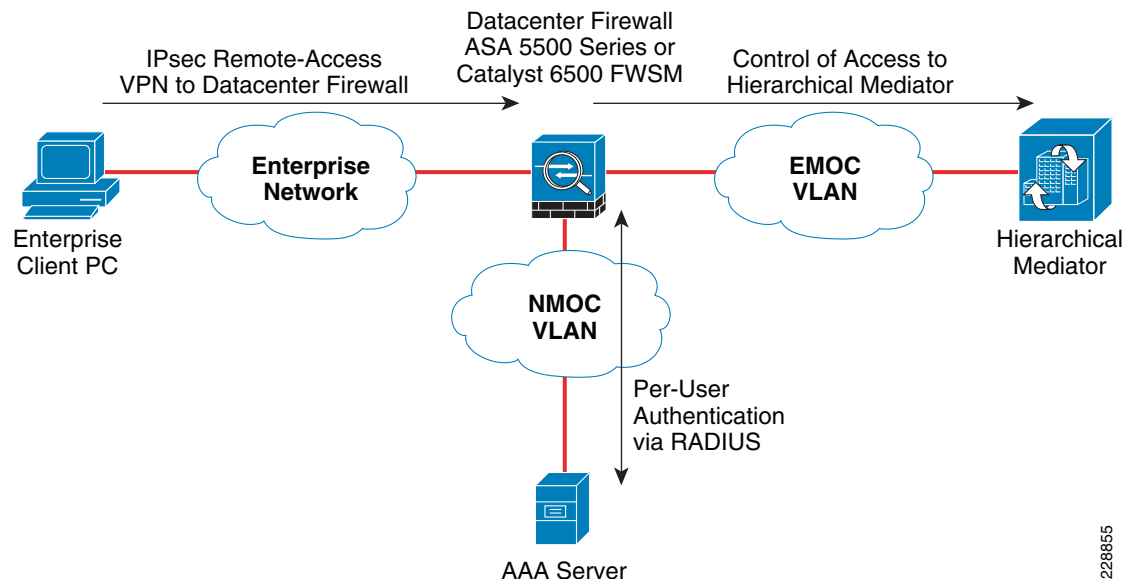 Datacenter Firewall
ASA 5500 Series or
Catalyst 6500 FWSM
IPsec Remote-Access
VPN to Datacenter Firewall
Control of Access to
Hierarchical Mediator
Enterprise
Network
EMOC
VLAN
Enterprise
Client PC
Hierarchical
Mediator
NMOC
VLAN
Per-User
Authentication
via RADIUS
AAA Server
228855